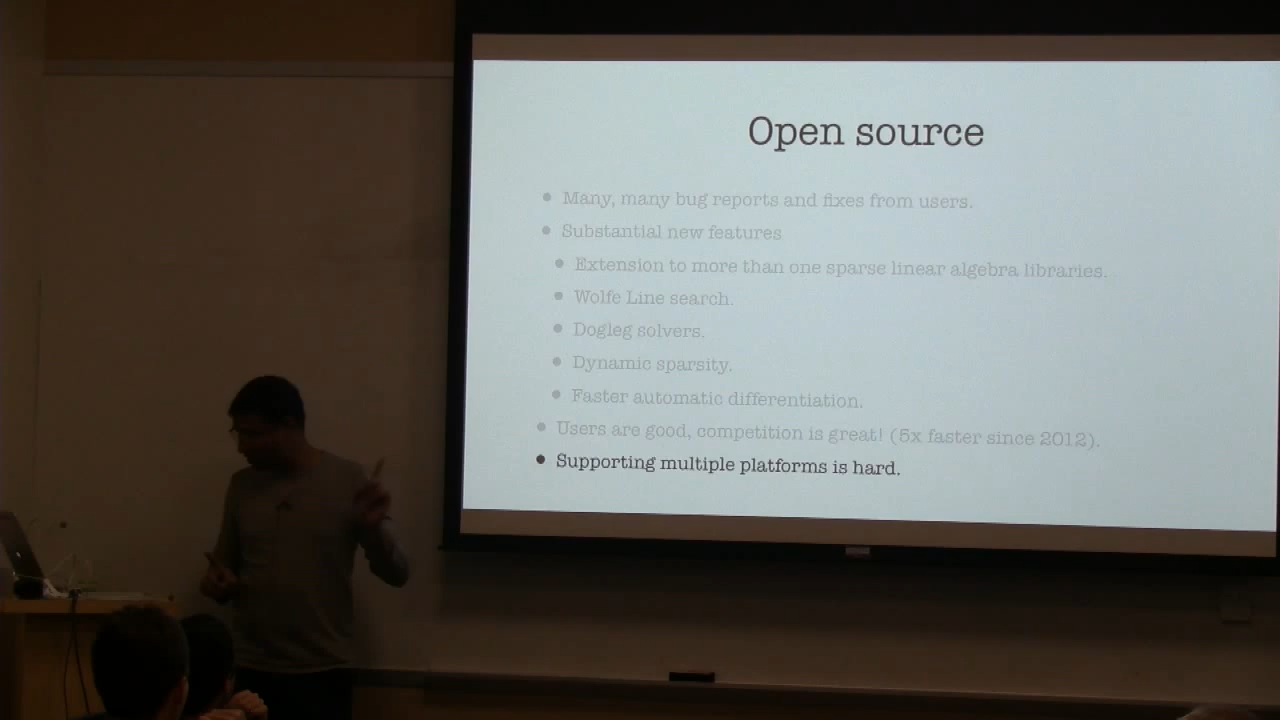 Open source
• Many, many bug reports and fixes from users.
• Substantial new features
• Extension to more than one sparse linear algebra libraries.
• Wolfe Line search.
• Dogleg solvers.
• Dynamic sparsity.
• Faster automatic differentiation.
• Users are good, competition is great! (5x faster since 2012).
• Supporting multiple platforms is hard.